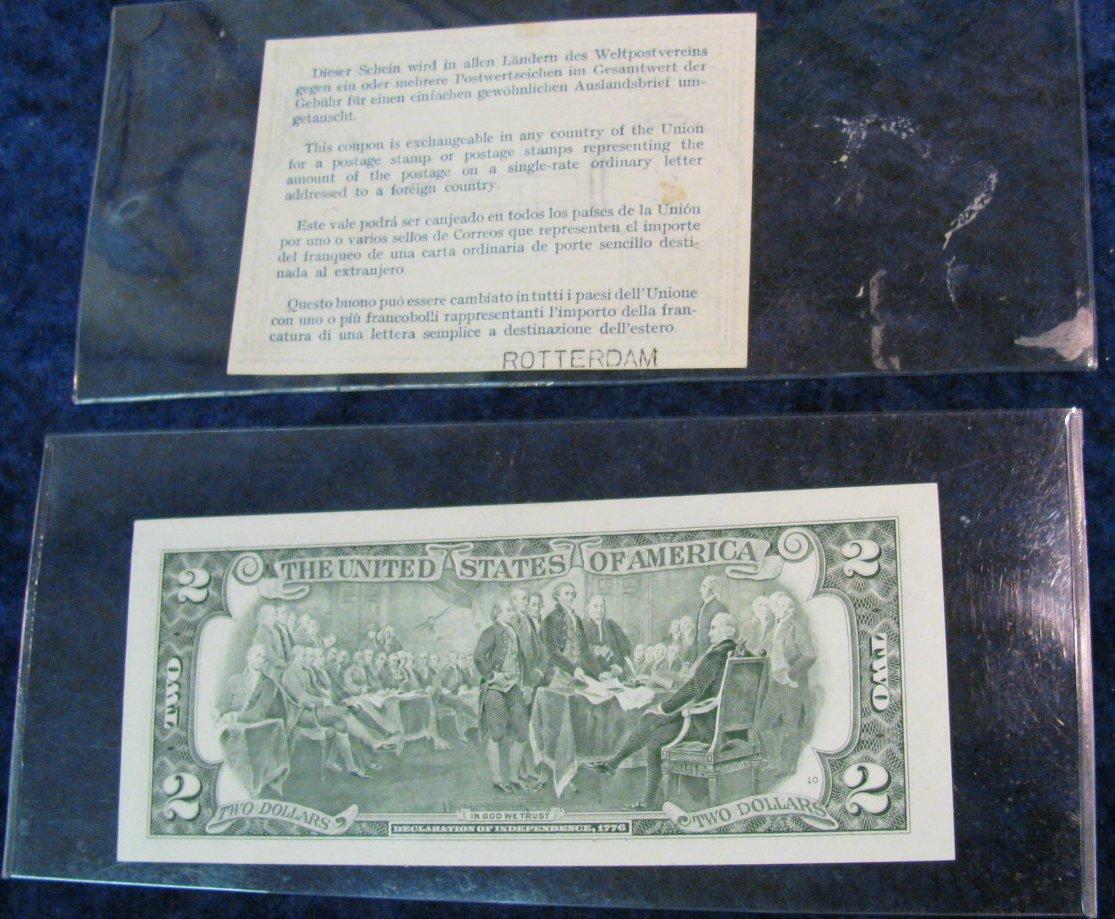 Dieser Schein wird in allen Ländern des Weltpostvereins
gegen ein oder mehrere Postwertzeichen im Gesamtwert der
Gebühr für einen einfachen gewöhnlichen Auslandsbrief um-
getauscht.
This coupon is exchangeable in any country of the Union
for a postage stamp or postage stamps representing the
amount of the postage on a single-rate ordinary letter
addressed to a foreign country.
Este vale podrá ser canjeado en todos los países de la Unión
por uno o varios sellos de Correos que representen el importe
del franqueo de una carta ordinaria de porte sencillo desti-
nada al extranjero.
Questo buono può essere cambiato in tutti i paesi dell'Unione
con uno o più francobolli rappresentanti l'importo della fran-
catura di una lettera semplice a destinazione dell'estero.
ROTTERDAM
2 THE UNITED STATES OF AMERICA 2
TWO
TWO
10
2 TWO DOLLARS IN GOD WE TRUST TWO DOLLARS 2
DECLARATION OF INDEPENDENCE, 1776